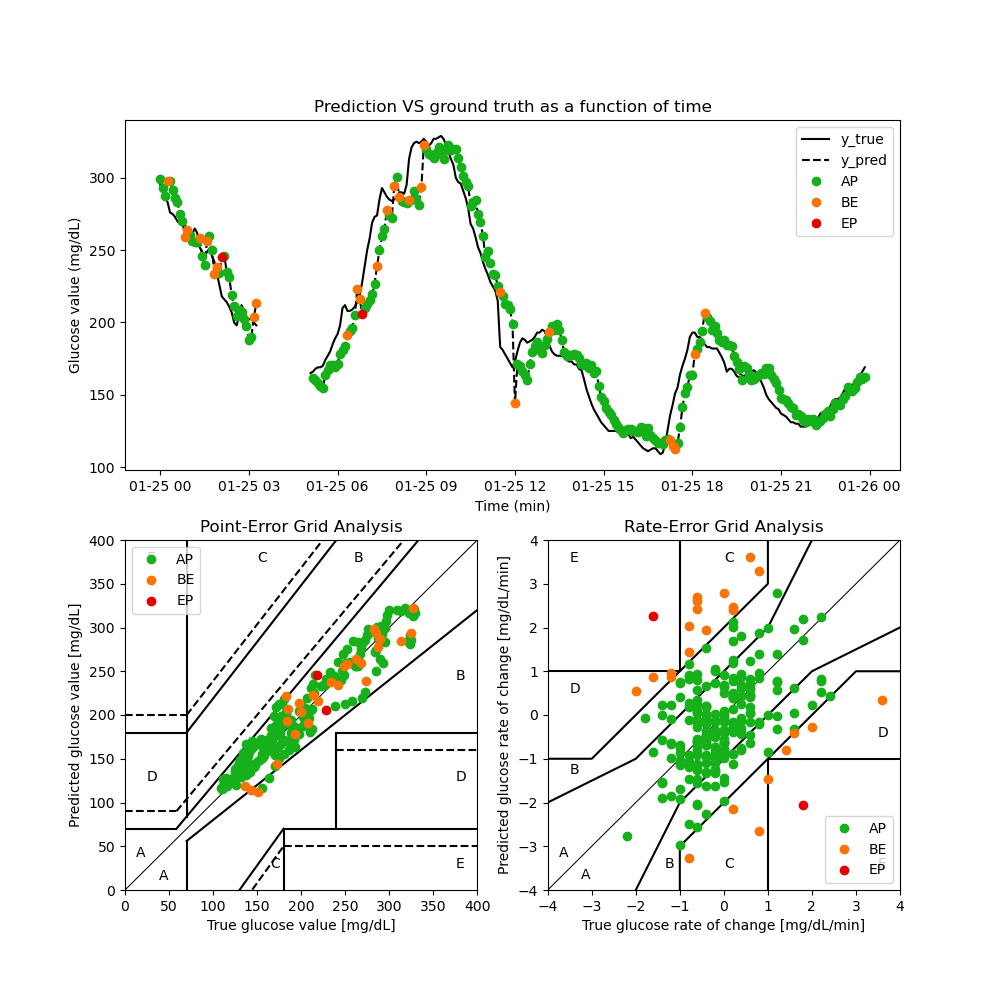 Prediction VS ground truth as a function of time
Glucose value (mg/dL)
300
250
200
150
100
y_true
y_pred
AP
BE
EP
01-25 00 01-25 03 01-25 06 01-25 09 01-25 12 01-25 15 01-25 18 01-25 21 01-26 00
Time (min)
Point-Error Grid Analysis
Predicted glucose value [mg/dL]
400
350
300
250
200
150
100
50
0
AP
BE
EP
E C B
B
D D
A
A
C E
0 50 100 150 200 250 300 350 400
True glucose value [mg/dL]
Rate-Error Grid Analysis
Predicted glucose rate of change [mg/dL/min]
4
3
2
1
0
−1
−2
−3
−4
E C
D
D
B
A
A
B C E
AP
BE
EP
−4 −3 −2 −1 0 1 2 3 4
True glucose rate of change [mg/dL/min]